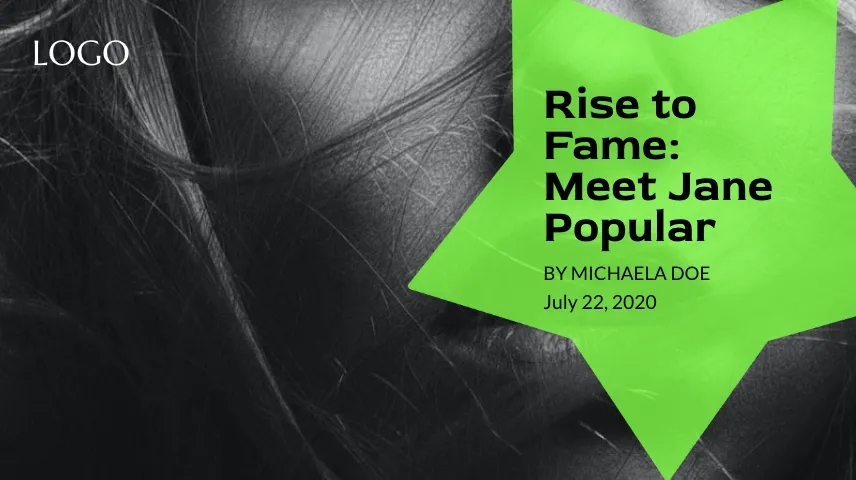 LOGO
Rise to
Fame:
Meet Jane
Popular
BY MICHAELA DOE
July 22, 2020